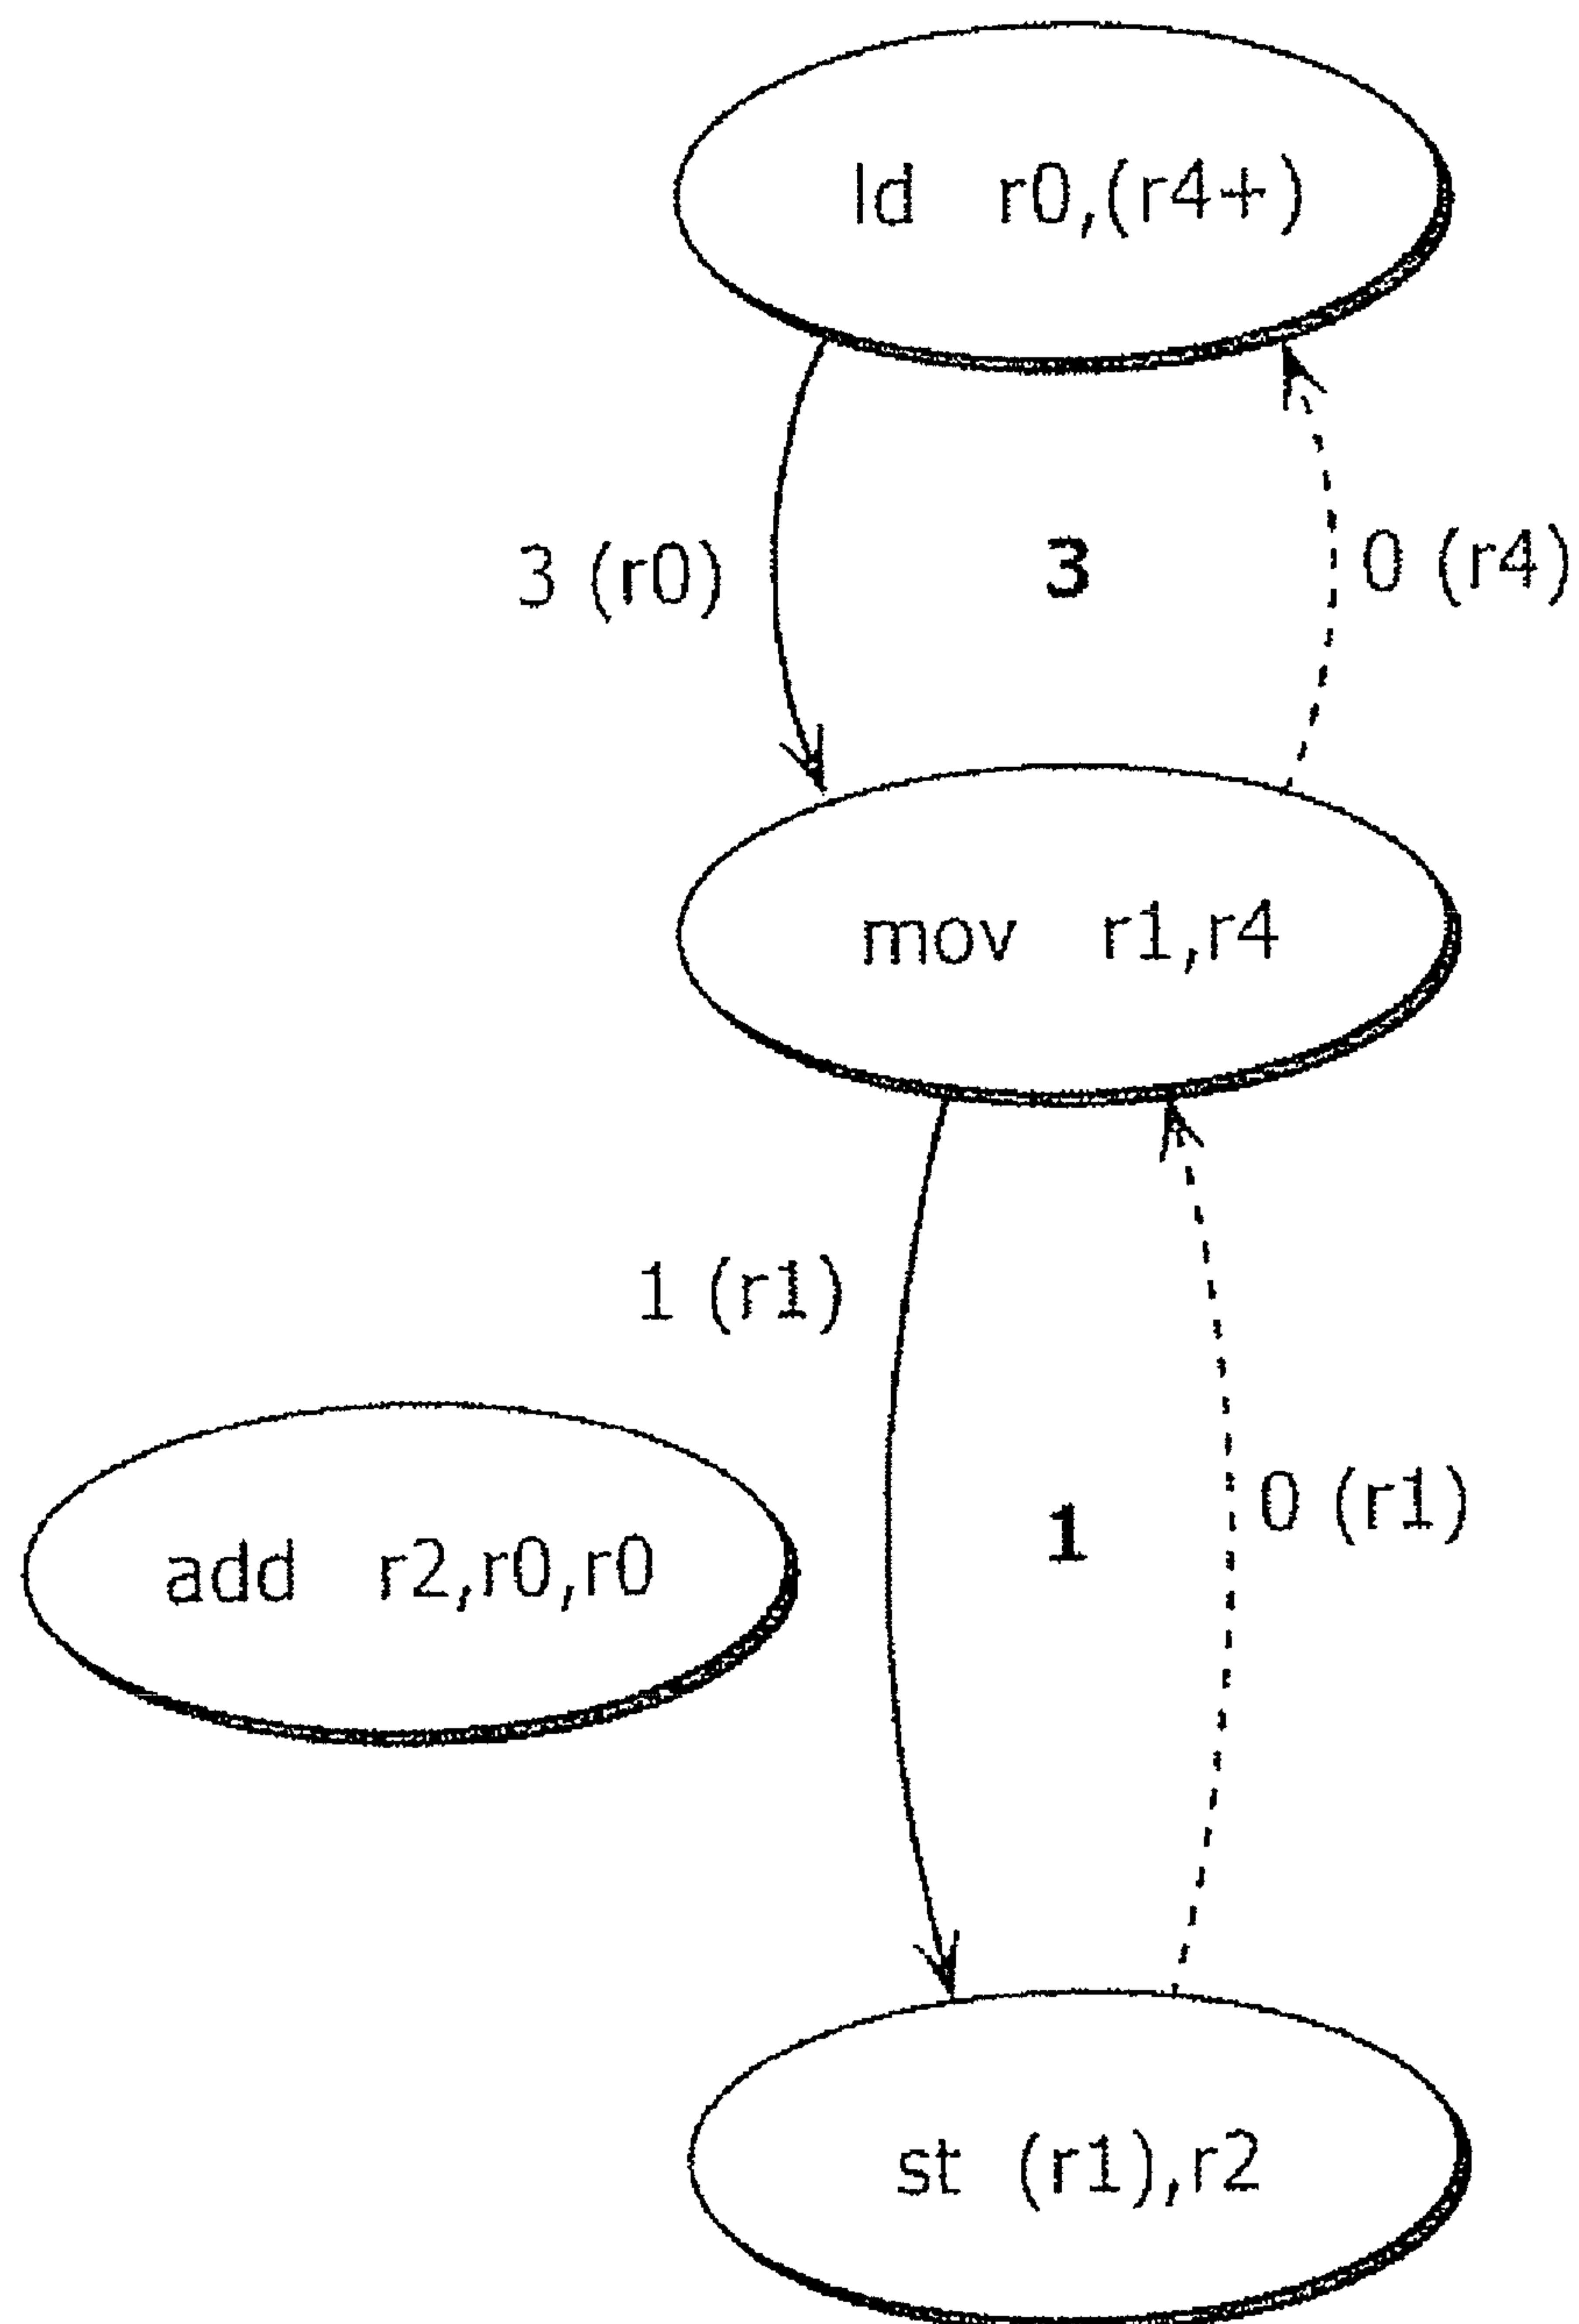 ld r0,(r4+)
3 (r0) 3 0 (r4)
mov r1,r4
1 (r1)
add r2,r0,r0 1 0 (r1)
st (r1),r2